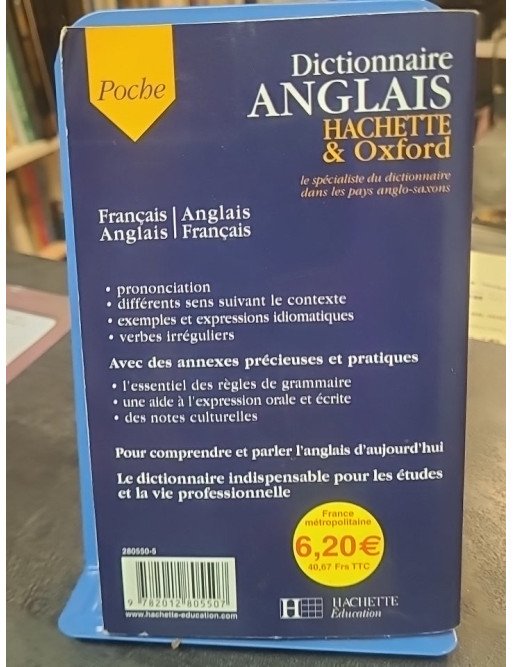 Poche
Dictionnaire
ANGLAIS
HACHETTE
& Oxford
le spécialiste du dictionnaire
dans les pays anglo-saxons
Français | Anglais
Anglais | Français
• prononciation
• différents sens suivant le contexte
• exemples et expressions idiomatiques
• verbes irréguliers
Avec des annexes précieuses et pratiques
• l'essentiel des règles de grammaire
• une aide à l'expression orale et écrite
• des notes culturelles
Pour comprendre et parler l'anglais d'aujourd'hui
Le dictionnaire indispensable pour les études
et la vie professionnelle
France
métropolitaine
6,20€
40,67 Frs TTC
280550-5
9 782012 805507
www.hachette-education.com
H HACHETTE
Éducation